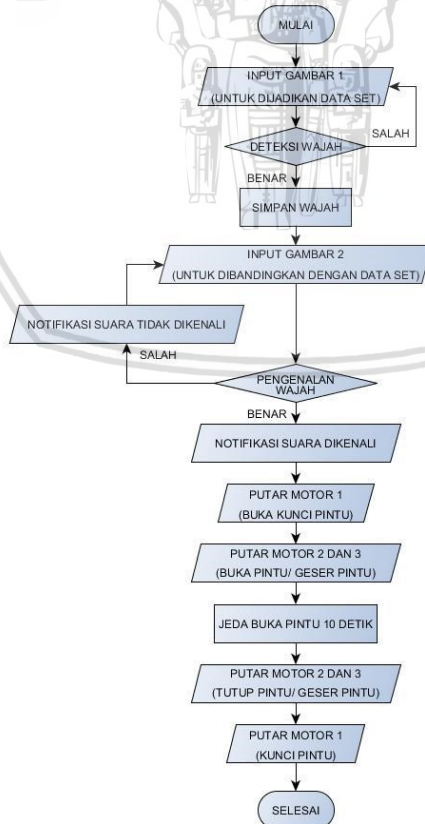 MULAI
INPUT GAMBAR 1
(UNTUK DIJADIKAN DATA SET)
SALAH
DETEKSI WAJAH
BENAR
SIMPAN WAJAH
INPUT GAMBAR 2
(UNTUK DIBANDINGKAN DENGAN DATA SET)
NOTIFIKASI SUARA TIDAK DIKENALI
SALAH
PENGENALAN
WAJAH
BENAR
NOTIFIKASI SUARA DIKENALI
PUTAR MOTOR 1
(BUKA KUNCI PINTU)
PUTAR MOTOR 2 DAN 3
(BUKA PINTU/ GESER PINTU)
JEDA BUKA PINTU 10 DETIK
PUTAR MOTOR 2 DAN 3
(TUTUP PINTU/ GESER PINTU)
PUTAR MOTOR 1
(KUNCI PINTU)
SELESAI